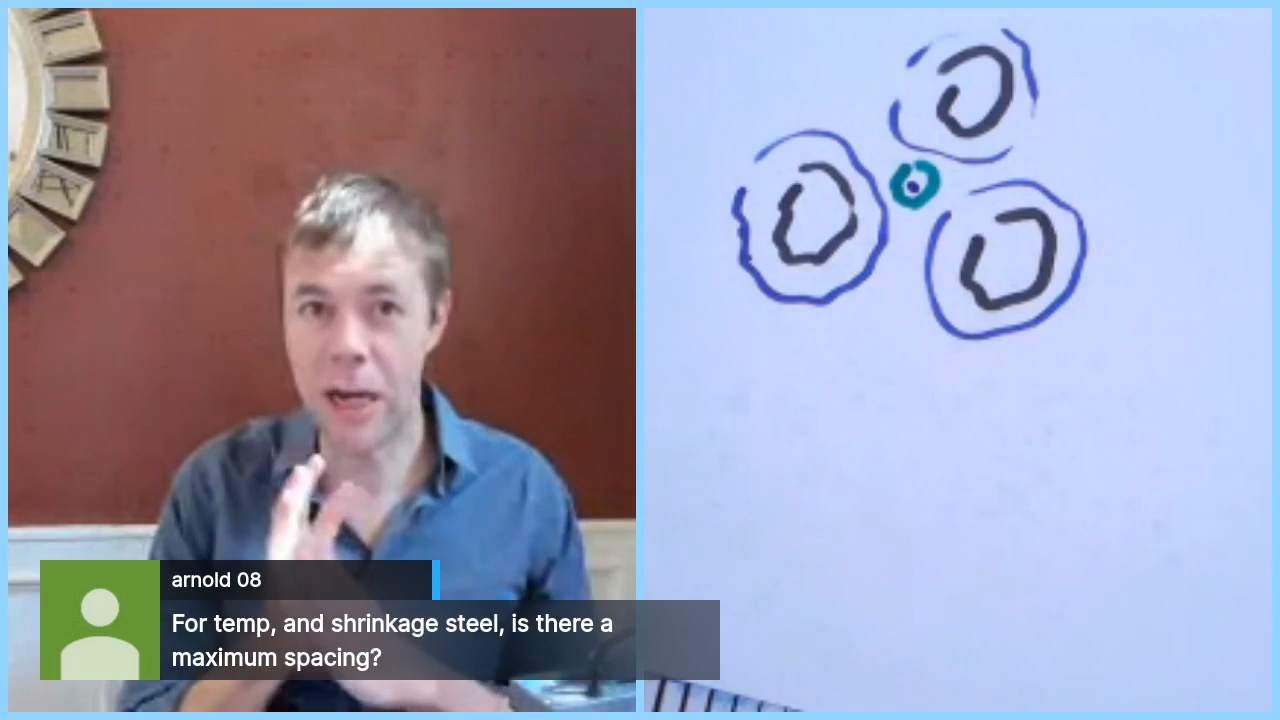 arnold 08
For temp, and shrinkage steel, is there a
maximum spacing?